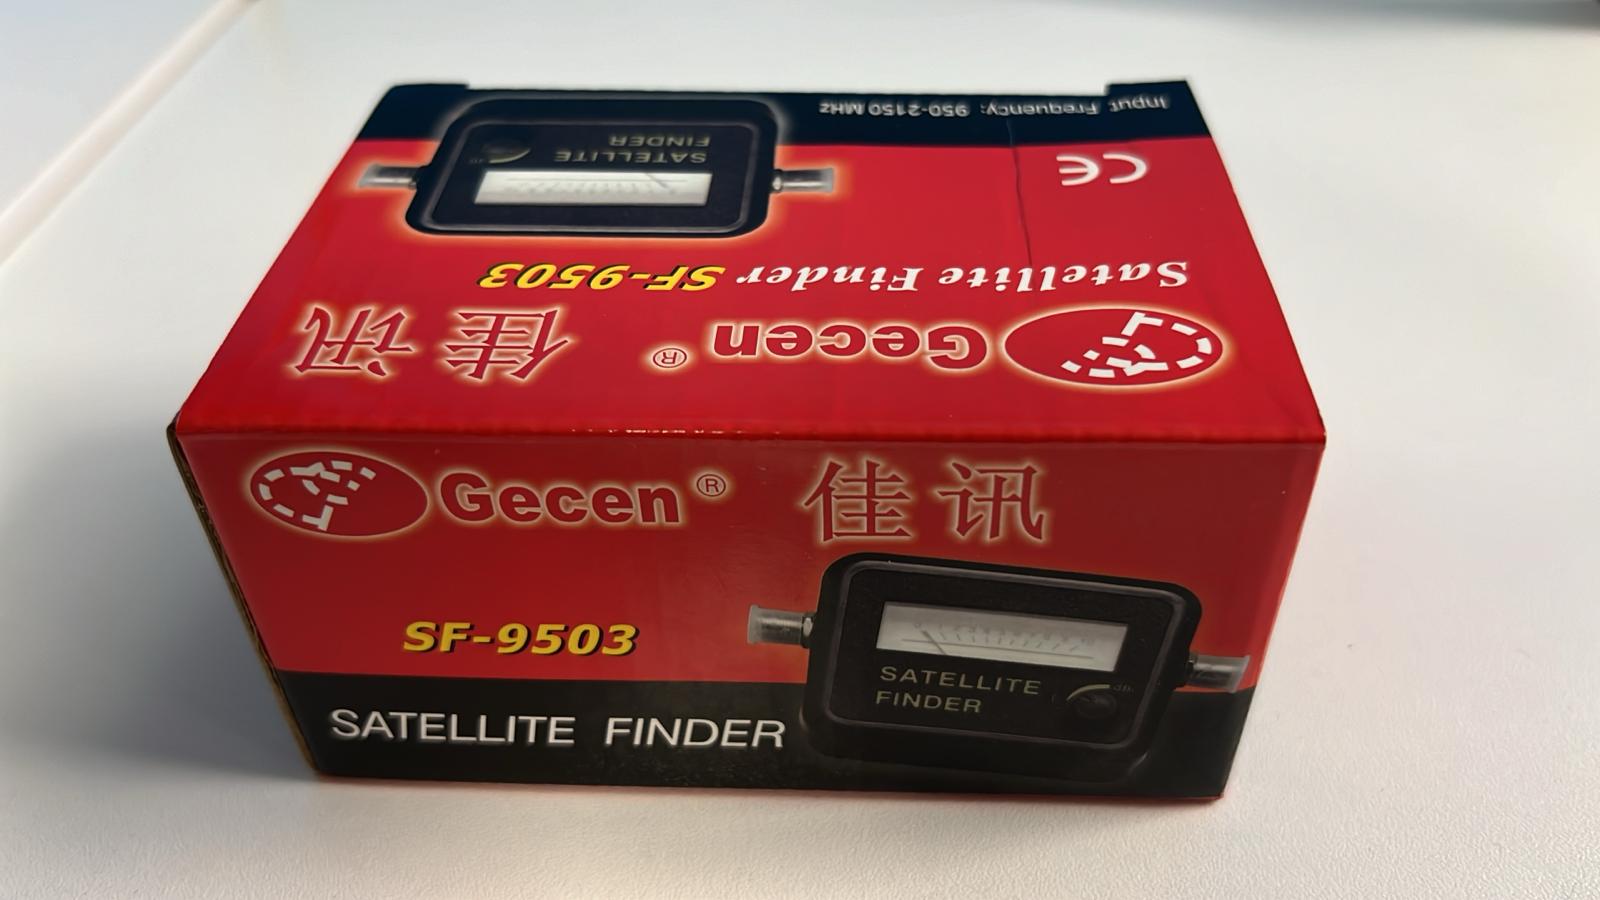 Input Frequency: 950-2150 MHz
SATELLITE
FINDER
CE
Satellite Finder SF-9503
Gecen® 佳讯
Gecen® 佳讯
SF-9503
SATELLITE FINDER
SATELLITE
FINDER